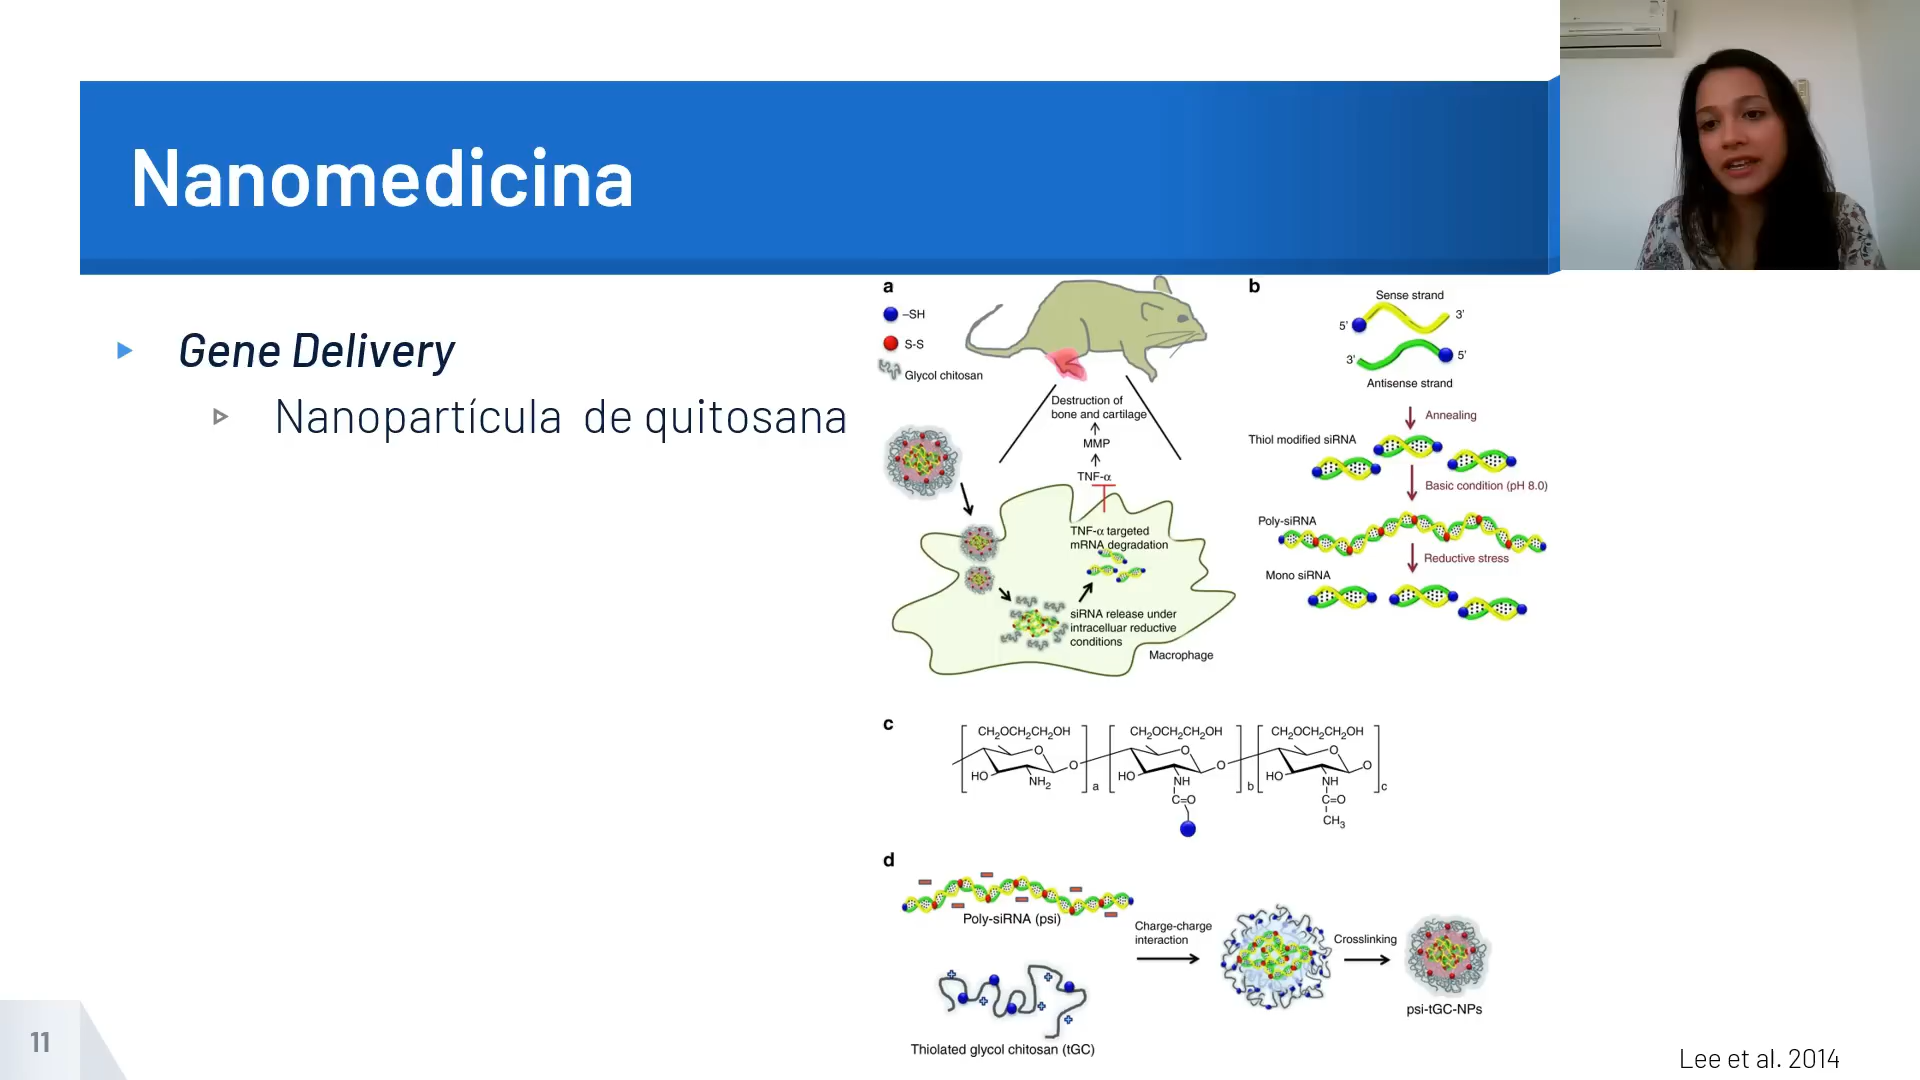 Nanomedicina
Gene Delivery
Nanopartícula de quitosana
a
–SH
S-S
Glycol chitosan
Destruction of
bone and cartilage
MMP
TNF-α
TNF-α targeted
mRNA degradation
siRNA release under
intracelluar reductive
conditions
Macrophage
b
Sense strand
5' 3'
3' 5'
Antisense strand
Annealing
Thiol modified siRNA
Basic condition (pH 8.0)
Poly-siRNA
Reductive stress
Mono siRNA
c
CH₂OCH₂CH₂OH CH₂OCH₂CH₂OH CH₂OCH₂CH₂OH
O O O
O O O
HO HO HO
NH₂ NH NH
a b c
C=O C=O
CH₃
d
Poly-siRNA (psi)
Charge-charge
interaction
Crosslinking
psi-tGC-NPs
Thiolated glycol chitosan (tGC)
11
Lee et al. 2014